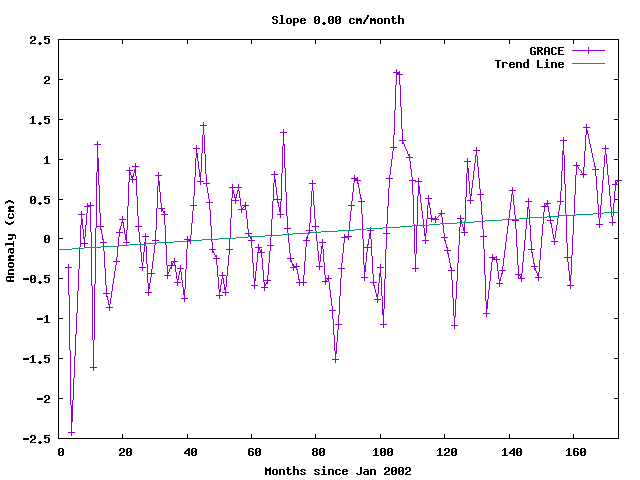 Slope 0.00 cm/month
GRACE
Trend Line
2.5
2
1.5
1
0.5
0
-0.5
-1
-1.5
-2
-2.5
Anomaly (cm)
0 20 40 60 80 100 120 140 160
Months since Jan 2002